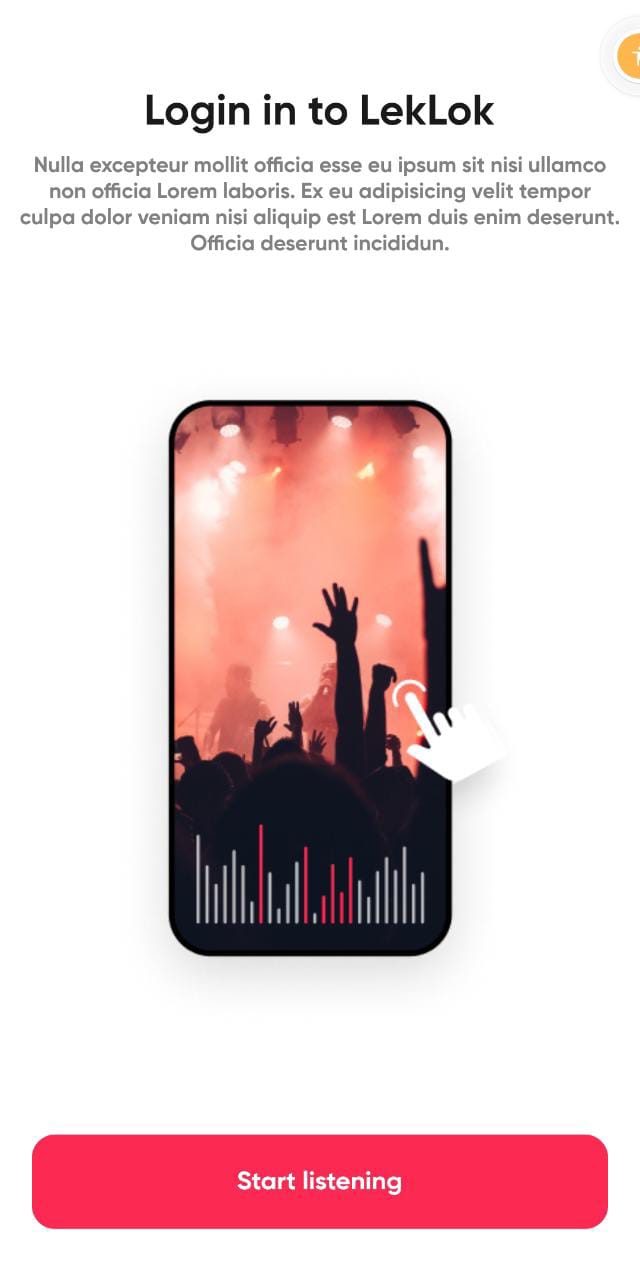 Login in to LekLok
Nulla excepteur mollit officia esse eu ipsum sit nisi ullamco
non officia Lorem laboris. Ex eu adipisicing velit tempor
culpa dolor veniam nisi aliquip est Lorem duis enim deserunt.
Officia deserunt incididun.
Start listening